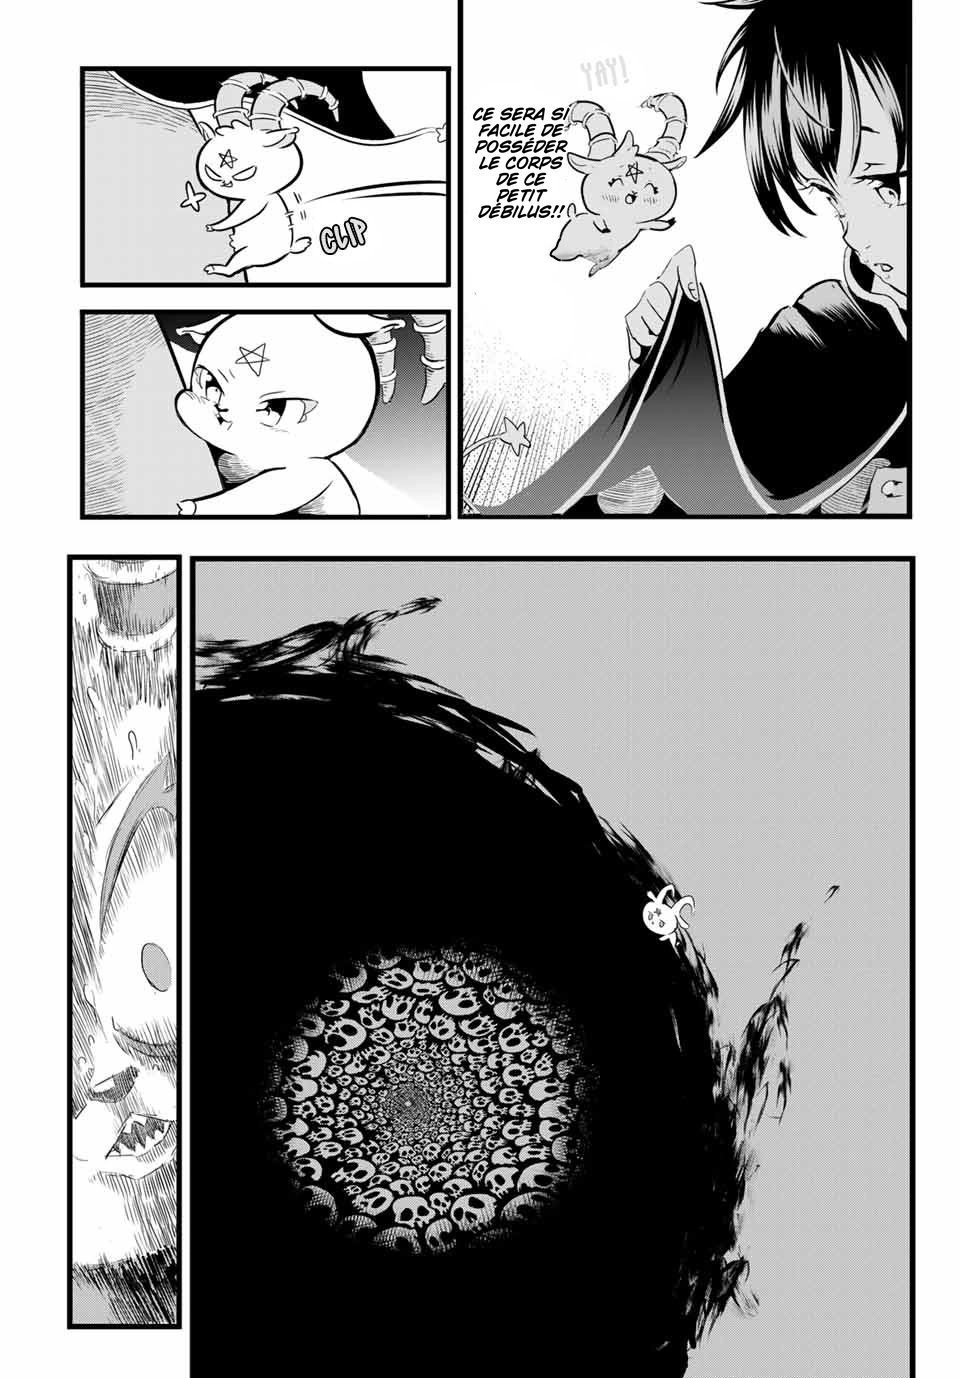 YAY!
CE SERA SI
FACILE DE
POSSÉDER
LE CORPS
DE CE
PETIT
DÉBILUS!!
CLIP